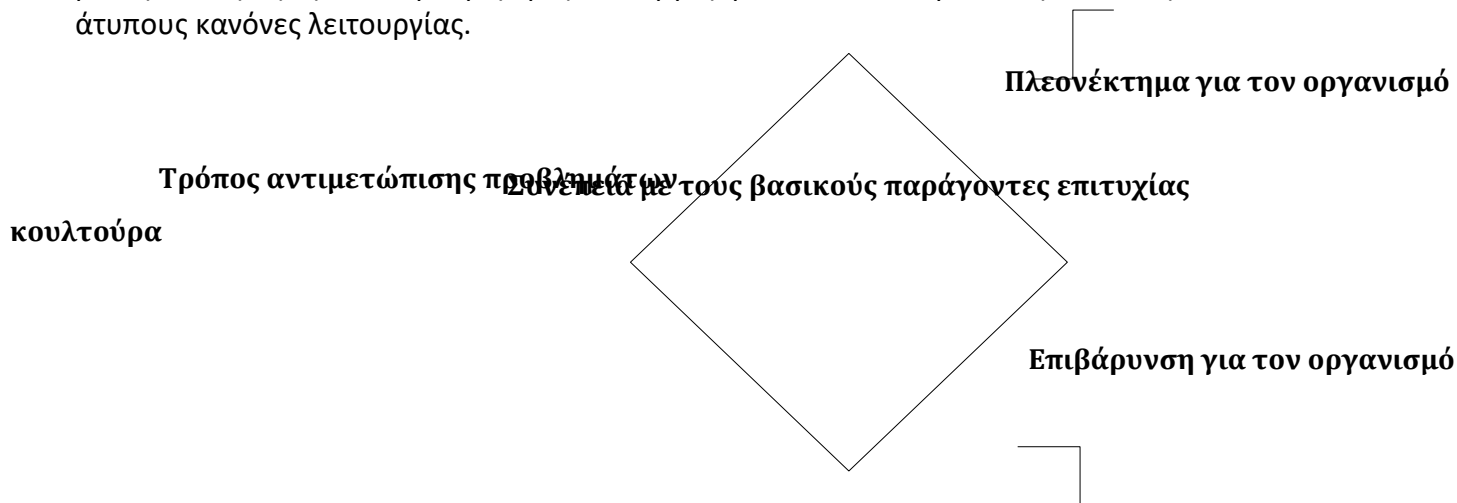 άτυπους κανόνες λειτουργίας.
Πλεονέκτημα για τον οργανισμό
Τρόπος αντιμετώπισης προβλημάτων
Συνέπεια με τους βασικούς παράγοντες επιτυχίας
κουλτούρα
Επιβάρυνση για τον οργανισμό